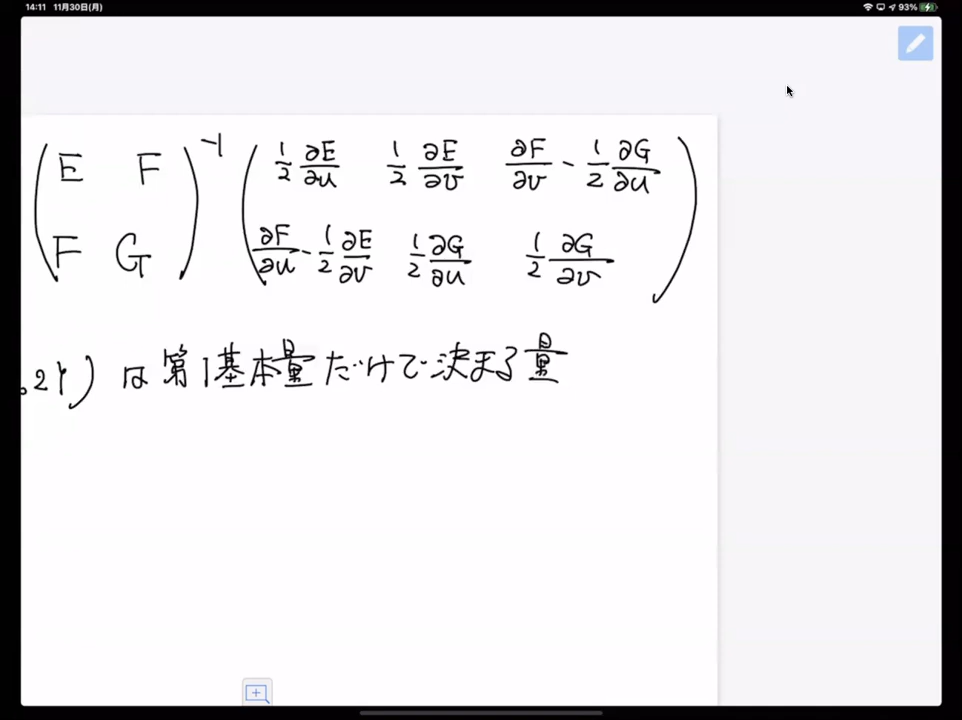 14:11 11月30日(月) 93%
(E F
F G)^{-1} (1/2 ∂E/∂u 1/2 ∂E/∂v ∂F/∂v - 1/2 ∂G/∂u
∂F/∂u - 1/2 ∂E/∂v 1/2 ∂G/∂u 1/2 ∂G/∂v)
) は第1基本量だけで決まる量